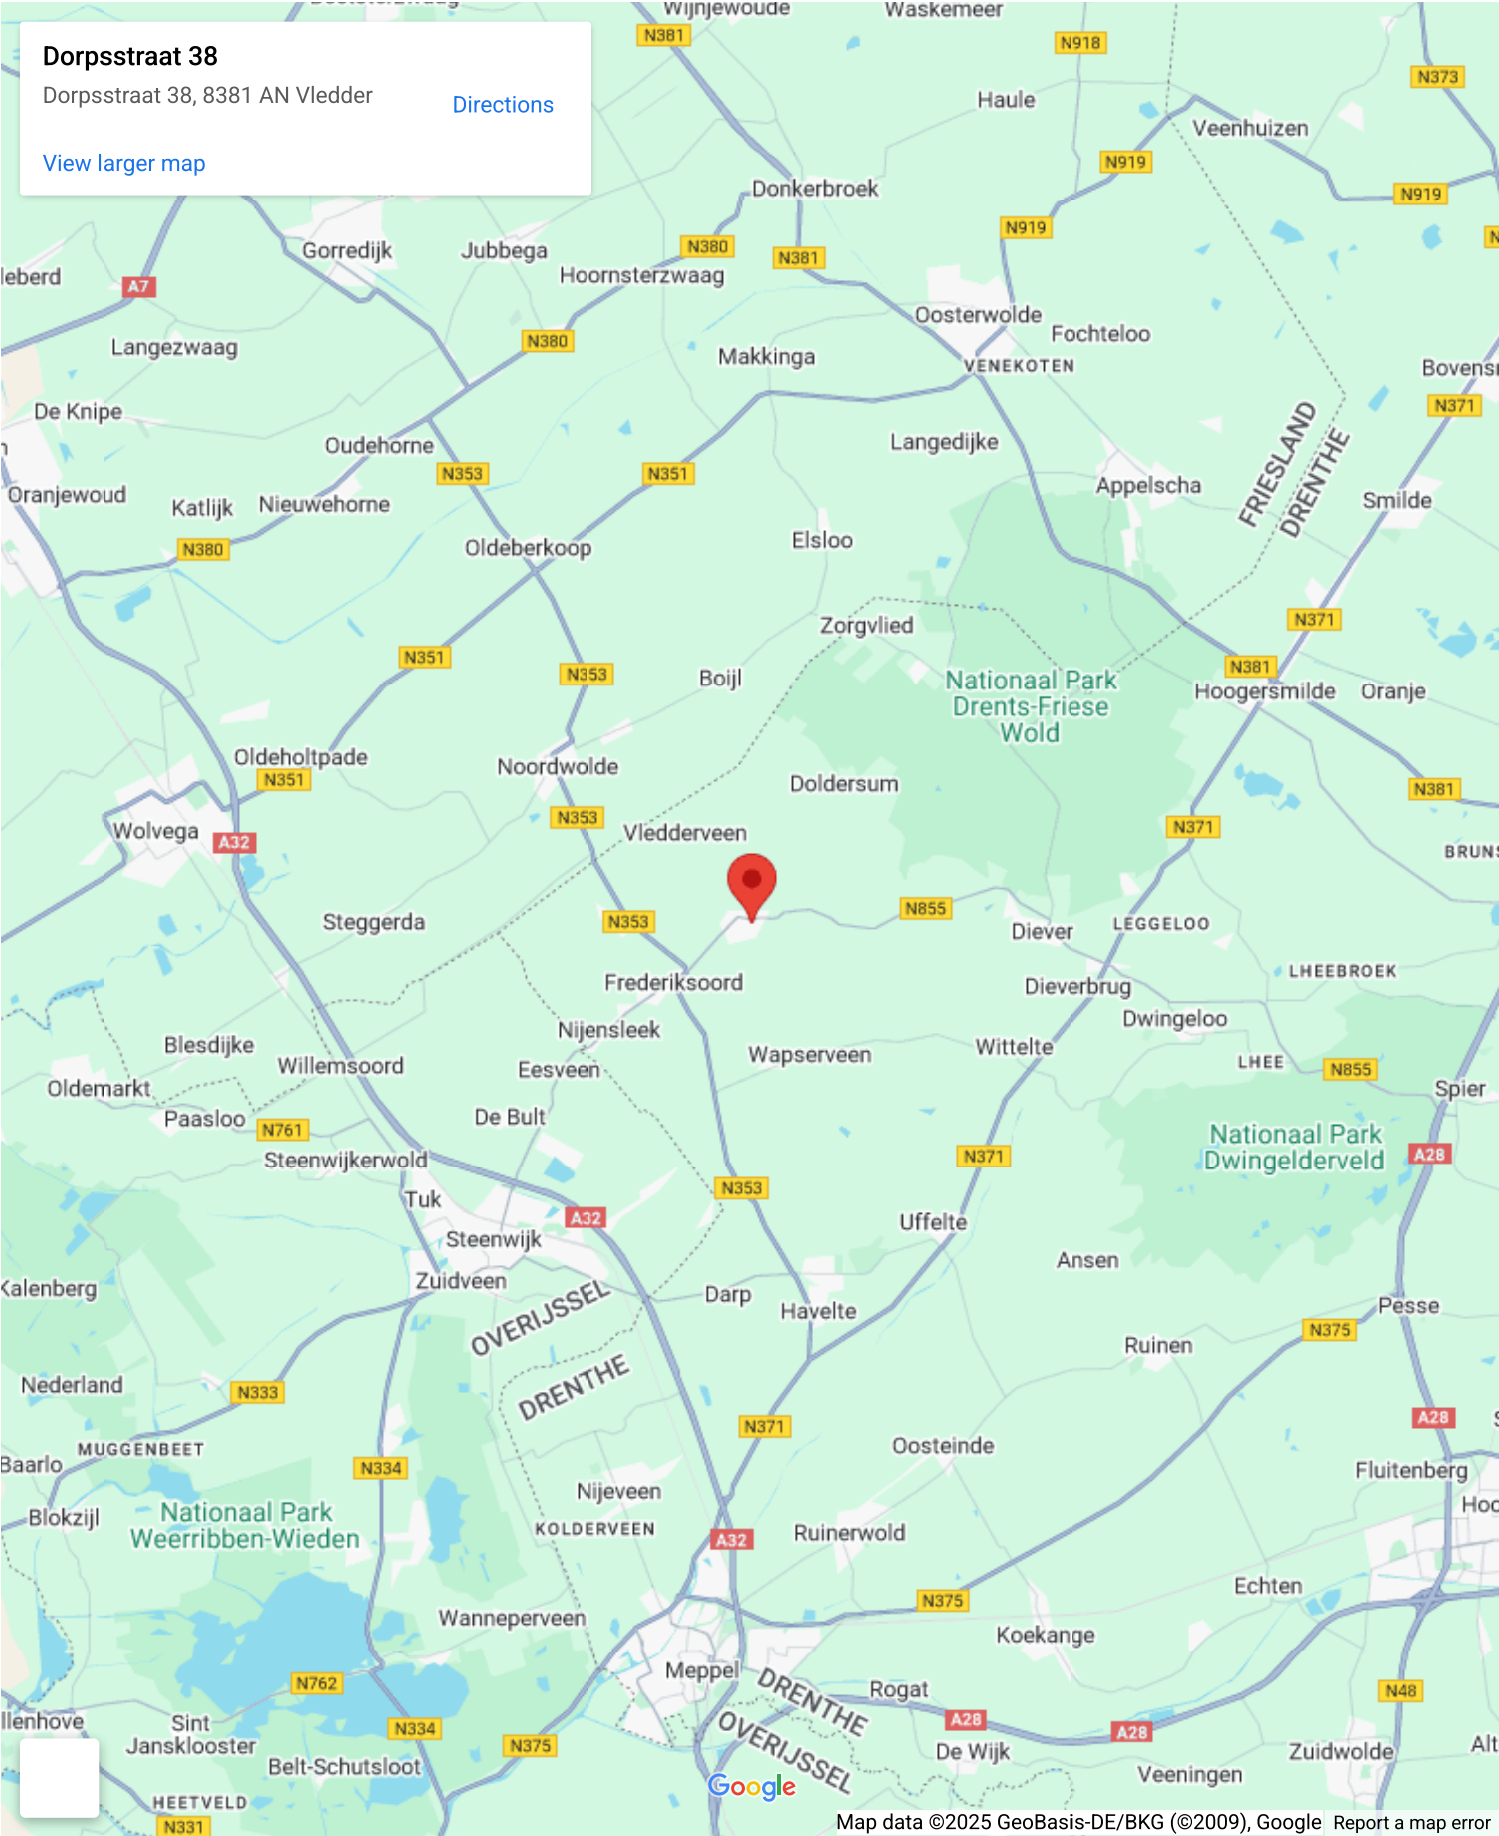 Wijnjewoude
Waskemeer
N381
N918
N373
Dorpsstraat 38
Dorpsstraat 38, 8381 AN Vledder
Directions
View larger map
Haule
Veenhuizen
N919
Donkerbroek
N919
N919
Gorredijk
Jubbega
N380
N381
Hoornsterzwaag
leberd
A7
Oosterwolde
Fochteloo
N380
Langezwaag
Makkinga
VENEKOTEN
Bovens
De Knipe
N371
Oudehorne
Langedijke
FRIESLAND
DRENTHE
N353
N351
Appelscha
Oranjewoud
Katlijk
Nieuwehorne
Smilde
N380
Oldeberkoop
Elsloo
Zorgvlied
N371
N351
N353
Boijl
N381
Nationaal Park
Drents-Friese
Wold
Hoogersmilde
Oranje
Oldeholtpade
N351
Noordwolde
Doldersum
N381
N353
Vledderveen
N371
Wolvega
A32
BRUNS
N855
Steggerda
N353
Diever
LEGGELOO
LHEEBROEK
Frederiksoord
Dieverbrug
Dwingeloo
Nijensleek
Blesdijke
Wapserveen
Wittelte
Willemsoord
Eesveen
LHEE
N855
Oldemarkt
Spier
Paasloo
De Bult
N761
Nationaal Park
Dwingelderveld
A28
Steenwijkerwold
N371
N353
Tuk
A32
Uffelte
Steenwijk
Ansen
Kalenberg
Zuidveen
Darp
Havelte
OVERIJSSEL
DRENTHE
Pesse
N375
Ruinen
Nederland
N333
A28
N371
MUGGENBEET
Oosteinde
Baarlo
N334
Fluitenberg
Nijeveen
Hoo
Blokzijl
Nationaal Park
Weerribben-Wieden
KOLDERVEEN
Ruinerwold
A32
Echten
N375
Wanneperveen
Koekange
Meppel
N762
Rogat
DRENTHE
OVERIJSSEL
N48
llenhove
Sint
Jansklooster
N334
A28
A28
N375
De Wijk
Zuidwolde
Alt
Belt-Schutsloot
Veeningen
Google
HEETVELD
N331
Map data ©2025 GeoBasis-DE/BKG (©2009), Google
Report a map error